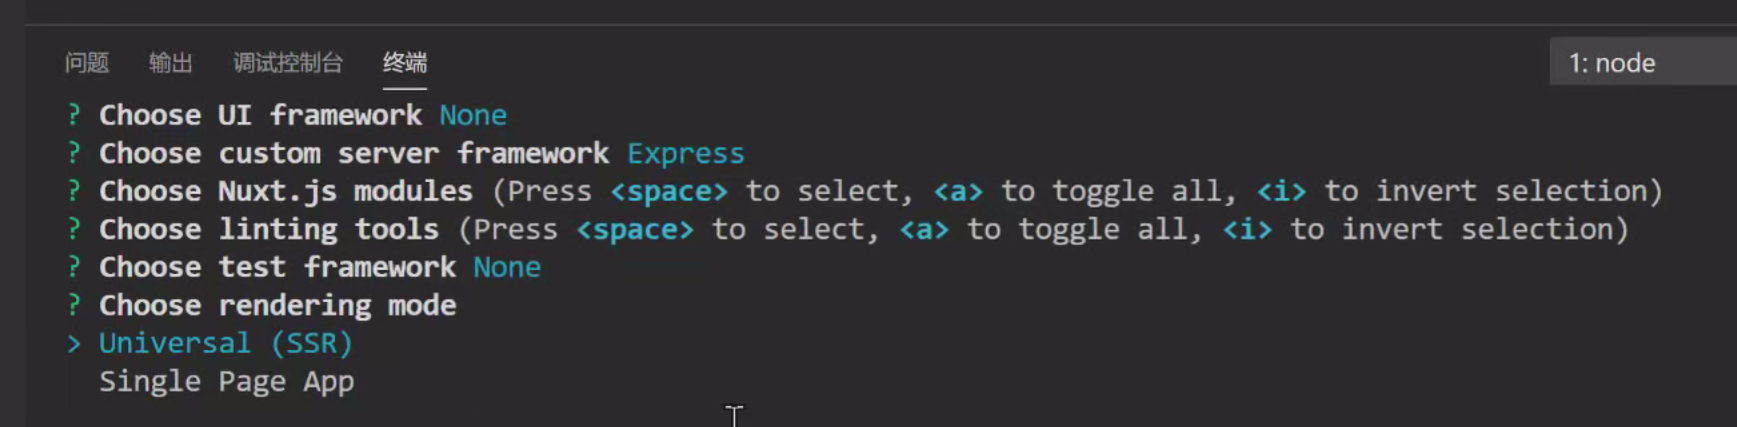 问题 输出 调试控制台 终端 1: node
? Choose UI framework None
? Choose custom server framework Express
? Choose Nuxt.js modules (Press <space> to select, <a> to toggle all, <i> to invert selection)
? Choose linting tools (Press <space> to select, <a> to toggle all, <i> to invert selection)
? Choose test framework None
? Choose rendering mode
> Universal (SSR)
Single Page App